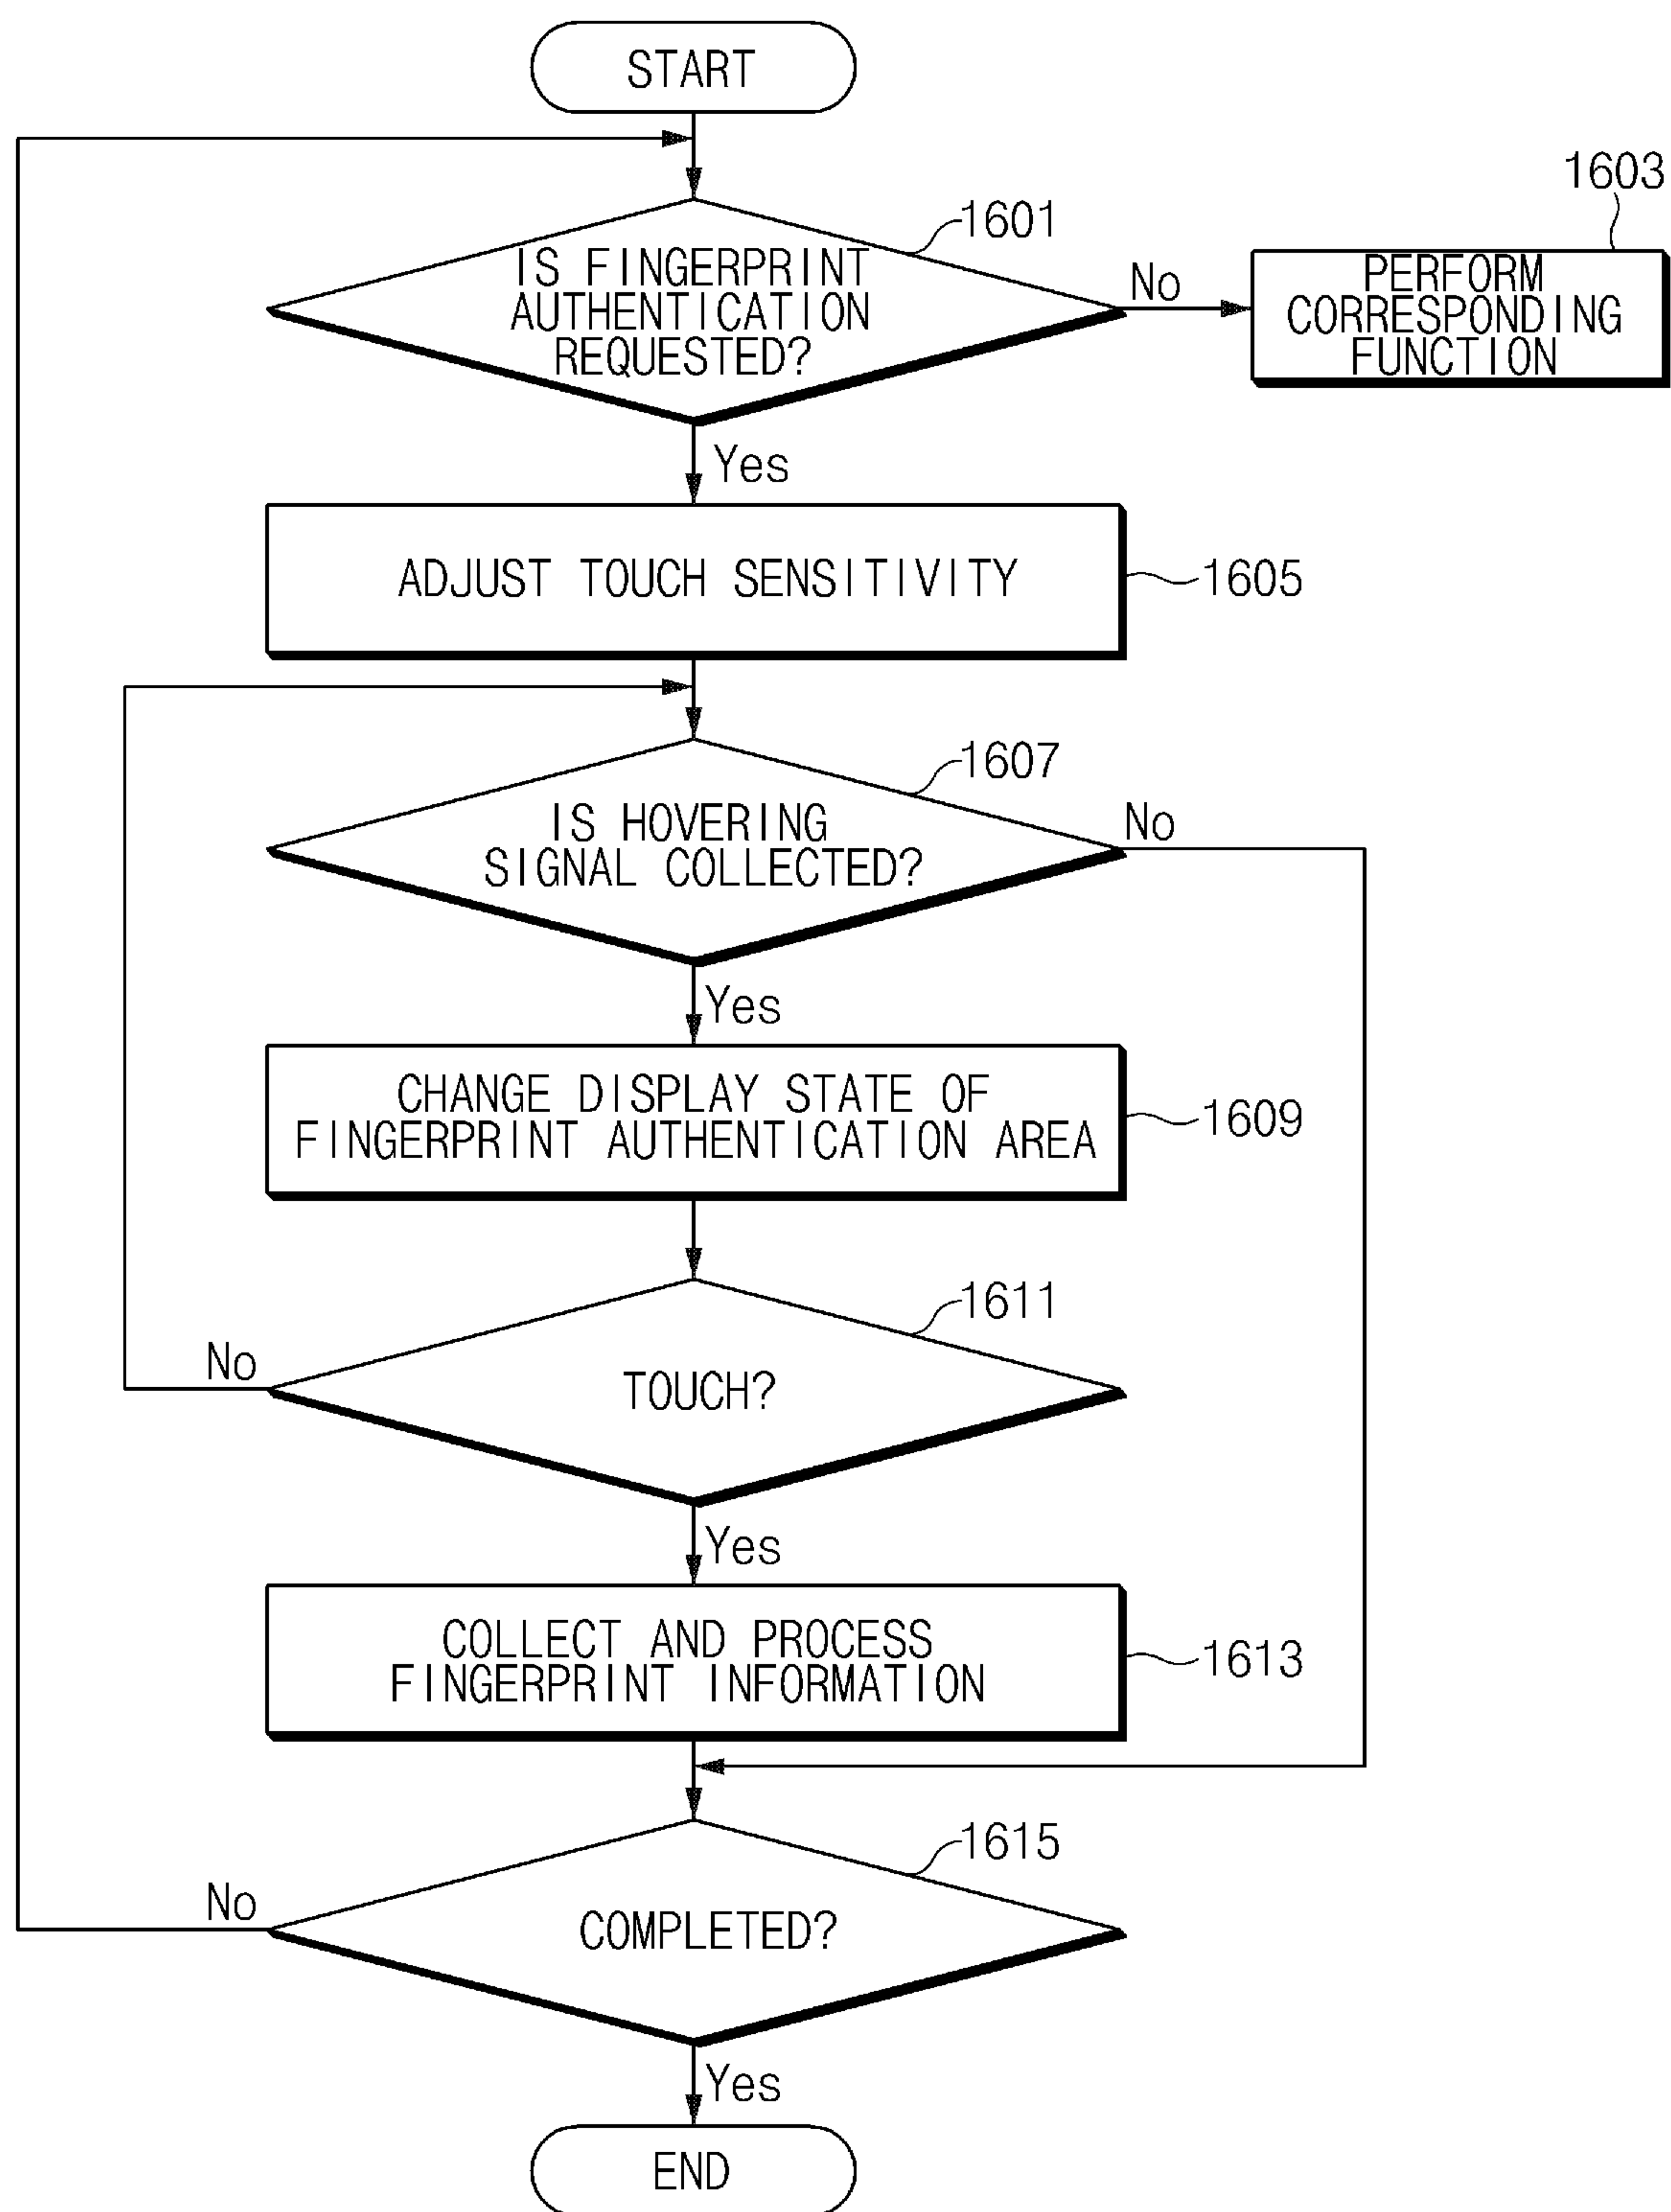 START
1603
1601
IS FINGERPRINT
AUTHENTICATION
REQUESTED?
No
PERFORM
CORRESPONDING
FUNCTION
Yes
ADJUST TOUCH SENSITIVITY
1605
1607
IS HOVERING
SIGNAL COLLECTED?
No
Yes
CHANGE DISPLAY STATE OF
FINGERPRINT AUTHENTICATION AREA
1609
1611
No
TOUCH?
Yes
COLLECT AND PROCESS
FINGERPRINT INFORMATION
1613
1615
No
COMPLETED?
Yes
END